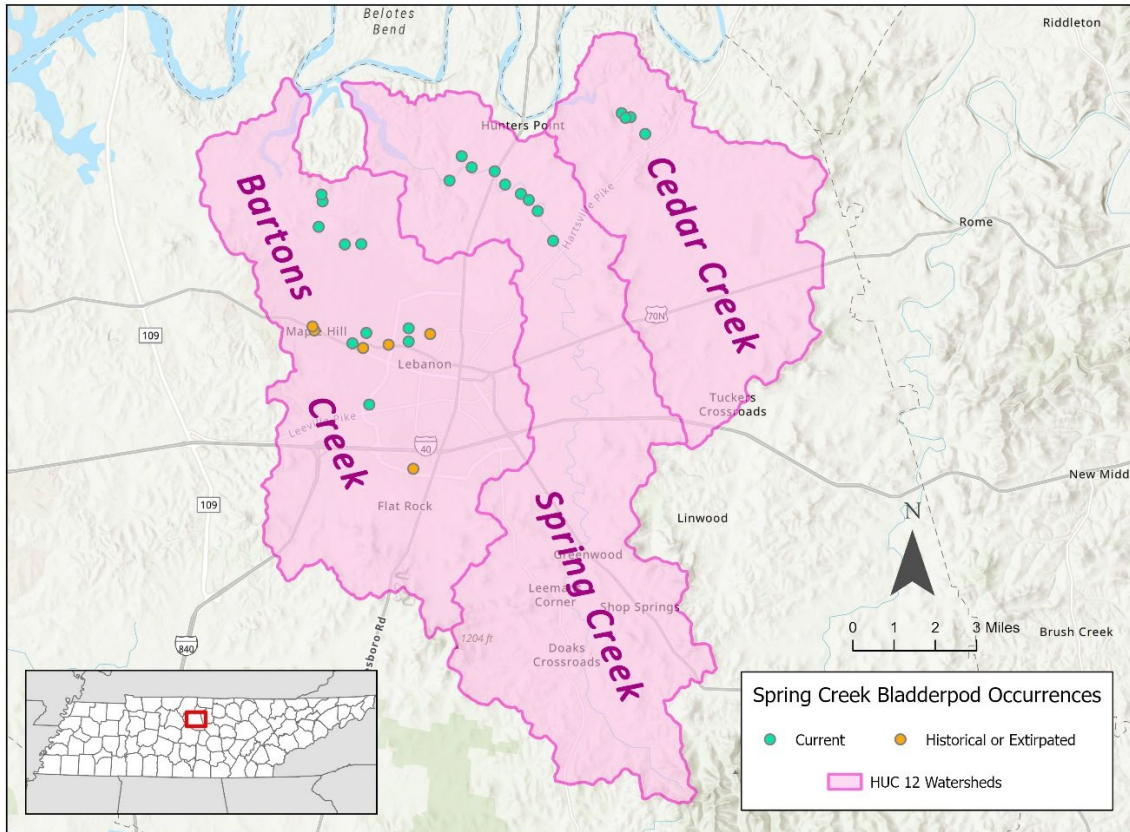 Belotes
Bend
Riddleton
Hunters Point
Bartons
Creek
Cedar Creek
Hartsville Pike
Rome
109
70N
Maple Hill
Lebanon
Tuckers
Crossroads
Leeville Pike
40
109
Flat Rock
New Midd
Linwood
N
Spring Creek
Greenwood
Leeman
Corner
Shop Springs
0 1 2 3 Miles
Brush Creek
840
esboro Rd
1204 ft
Doaks
Crossroads
Spring Creek Bladderpod Occurrences
Current
Historical or Extirpated
HUC 12 Watersheds